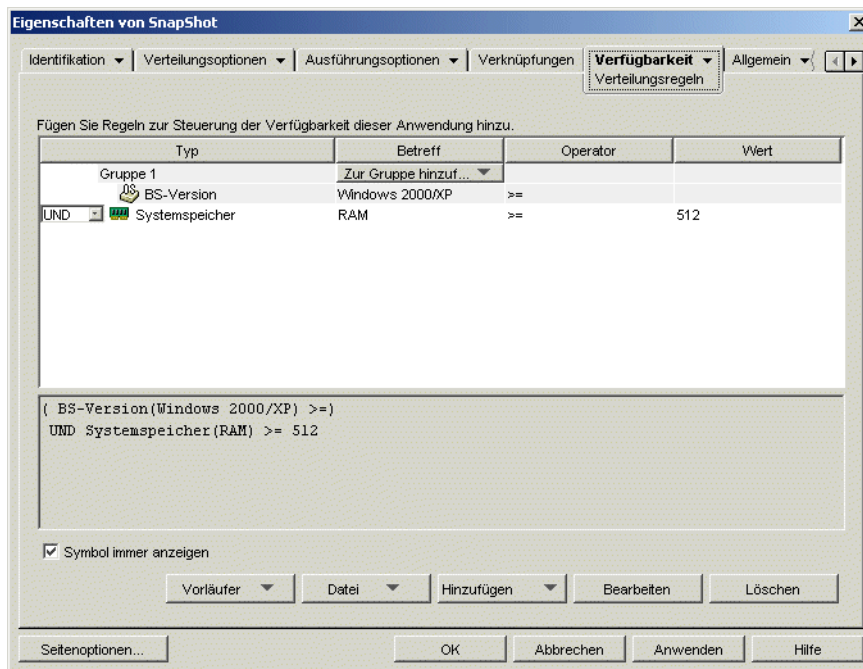 Eigenschaften von SnapShot
Identifikation Verteilungsoptionen Ausführungsoptionen Verknüpfungen Verfügbarkeit Allgemein
Verteilungsregeln
Fügen Sie Regeln zur Steuerung der Verfügbarkeit dieser Anwendung hinzu.
Typ Betreff Operator Wert
Gruppe 1 Zur Gruppe hinzuf...
BS-Version Windows 2000/XP >=
UND Systemspeicher RAM >= 512
( BS-Version(Windows 2000/XP) >=)
UND Systemspeicher(RAM) >= 512
Symbol immer anzeigen
Vorläufer Datei Hinzufügen Bearbeiten Löschen
Seitenoptionen... OK Abbrechen Anwenden Hilfe